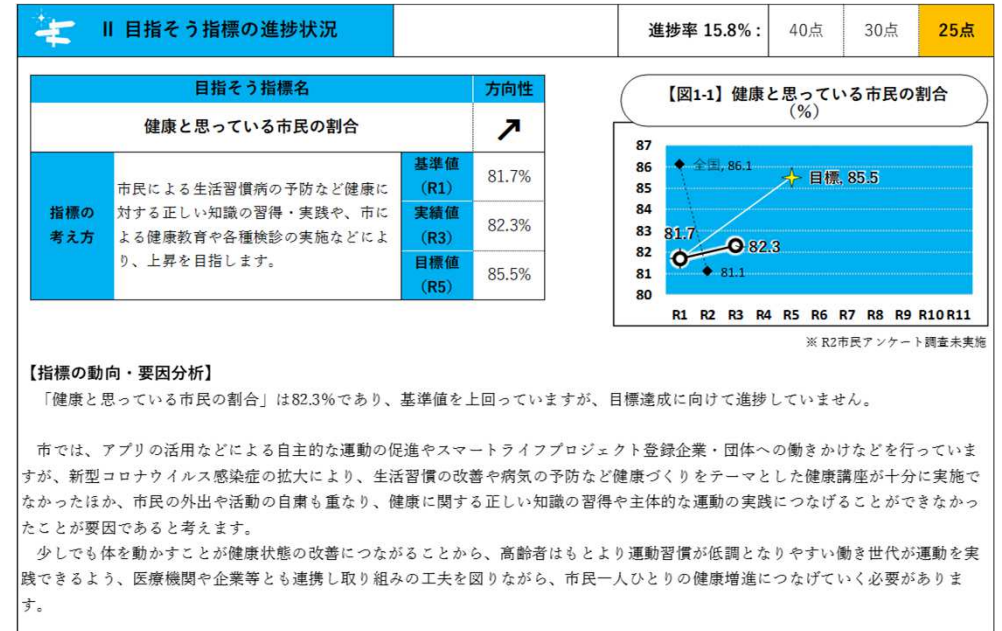 Ⅱ 目指そう指標の進捗状況
進捗率 15.8%: 40点 30点 25点
目指そう指標名 方向性
健康と思っている市民の割合 ↗
指標の
考え方
市民による生活習慣病の予防など健康に
対する正しい知識の習得・実践や、市に
よる健康教育や各種検診の実施などによ
り、上昇を目指します。
基準値
(R1)
81.7%
実績値
(R3)
82.3%
目標値
(R5)
85.5%
【図1-1】健康と思っている市民の割合
(%)
87
86
85
84
83
82
81
80
全国, 86.1
目標, 85.5
81.7
82.3
81.1
R1 R2 R3 R4 R5 R6 R7 R8 R9 R10 R11
※ R2市民アンケート調査未実施
【指標の動向・要因分析】
「健康と思っている市民の割合」は82.3%であり、基準値を上回っていますが、目標達成に向けて進捗していません。
市では、アプリの活用などによる自主的な運動の促進やスマートライフプロジェクト登録企業・団体への働きかけなどを行っていま
すが、新型コロナウイルス感染症の拡大により、生活習慣の改善や病気の予防など健康づくりをテーマとした健康講座が十分に実施で
なかったほか、市民の外出や活動の自粛も重なり、健康に関する正しい知識の習得や主体的な運動の実践につなげることができなかっ
たことが要因であると考えます。
少しでも体を動かすことが健康状態の改善につながることから、高齢者はもとより運動習慣が低調となりやすい働き世代が運動を実
践できるよう、医療機関や企業等とも連携し取り組みの工夫を図りながら、市民一人ひとりの健康増進につなげていく必要がありま
す。